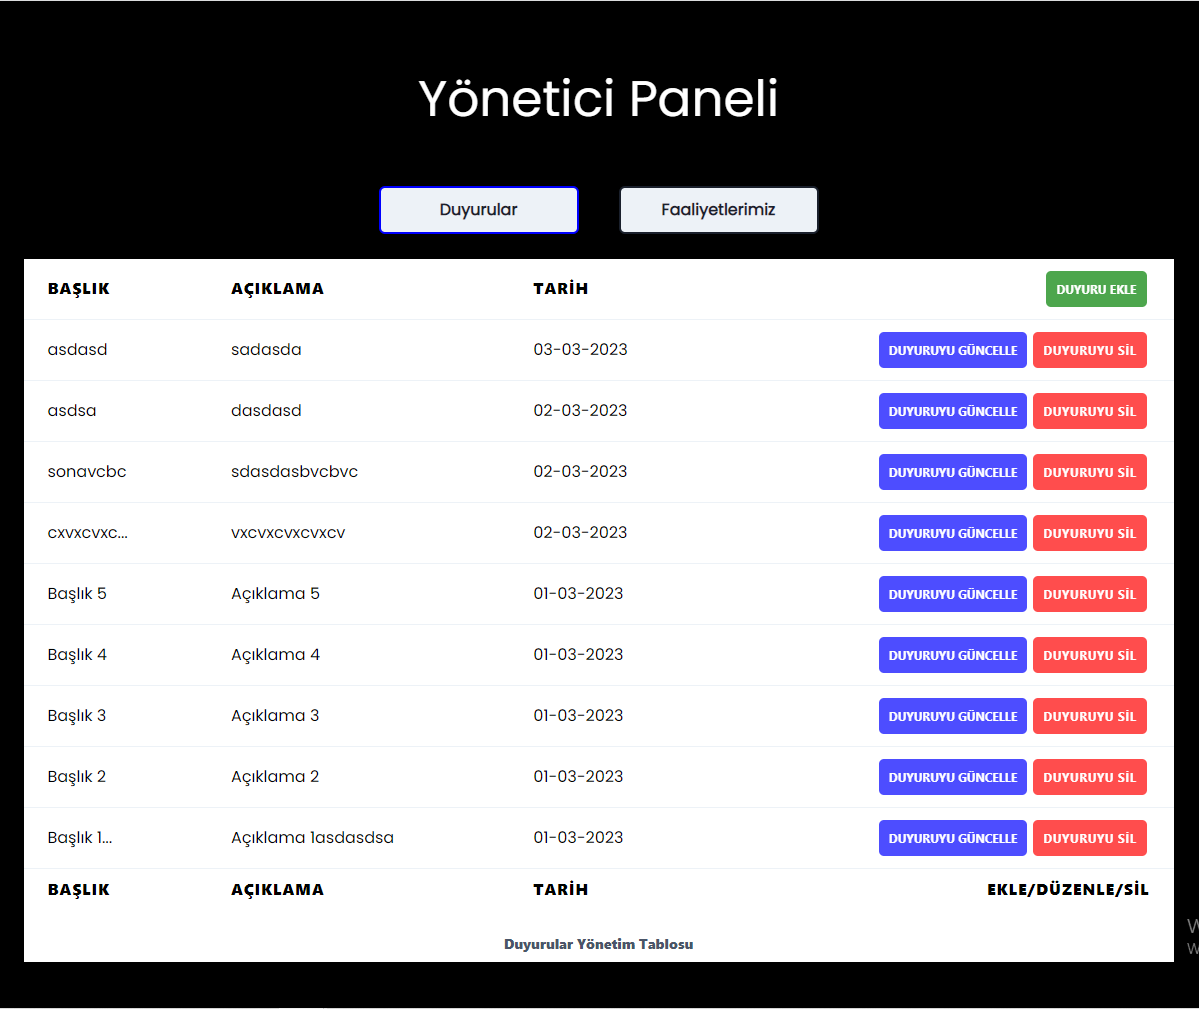 Yönetici Paneli
Duyurular Faaliyetlerimiz
BAŞLIK AÇIKLAMA TARİH DUYURU EKLE
asdasd sadasda 03-03-2023 DUYURUYU GÜNCELLE DUYURUYU SİL
asdsa dasdasd 02-03-2023 DUYURUYU GÜNCELLE DUYURUYU SİL
sonavcbc sdasdasbvcbvc 02-03-2023 DUYURUYU GÜNCELLE DUYURUYU SİL
cxvxcvxc... vxcvxcvxcvxcv 02-03-2023 DUYURUYU GÜNCELLE DUYURUYU SİL
Başlık 5 Açıklama 5 01-03-2023 DUYURUYU GÜNCELLE DUYURUYU SİL
Başlık 4 Açıklama 4 01-03-2023 DUYURUYU GÜNCELLE DUYURUYU SİL
Başlık 3 Açıklama 3 01-03-2023 DUYURUYU GÜNCELLE DUYURUYU SİL
Başlık 2 Açıklama 2 01-03-2023 DUYURUYU GÜNCELLE DUYURUYU SİL
Başlık 1... Açıklama 1asdasdsa 01-03-2023 DUYURUYU GÜNCELLE DUYURUYU SİL
BAŞLIK AÇIKLAMA TARİH EKLE/DÜZENLE/SİL
Duyurular Yönetim Tablosu